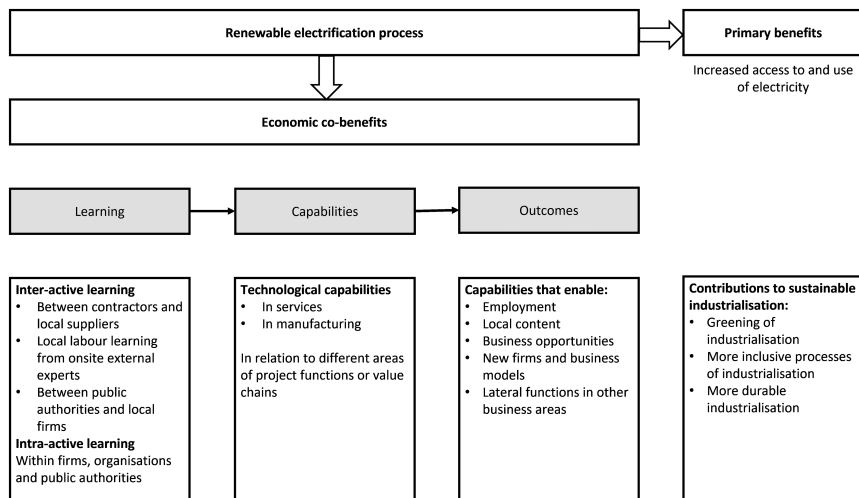 Renewable electrification process
Primary benefits
Increased access to and use
of electricity
Economic co-benefits
Learning
Capabilities
Outcomes
Inter-active learning
• Between contractors and
local suppliers
• Local labour learning
from onsite external
experts
• Between public
authorities and local
firms
Intra-active learning
Within firms, organisations
and public authorities
Technological capabilities
• In services
• In manufacturing
In relation to different areas
of project functions or value
chains
Capabilities that enable:
• Employment
• Local content
• Business opportunities
• New firms and business
models
• Lateral functions in other
business areas
Contributions to sustainable
industrialisation:
• Greening of
industrialisation
• More inclusive processes
of industrialisation
• More durable
industrialisation